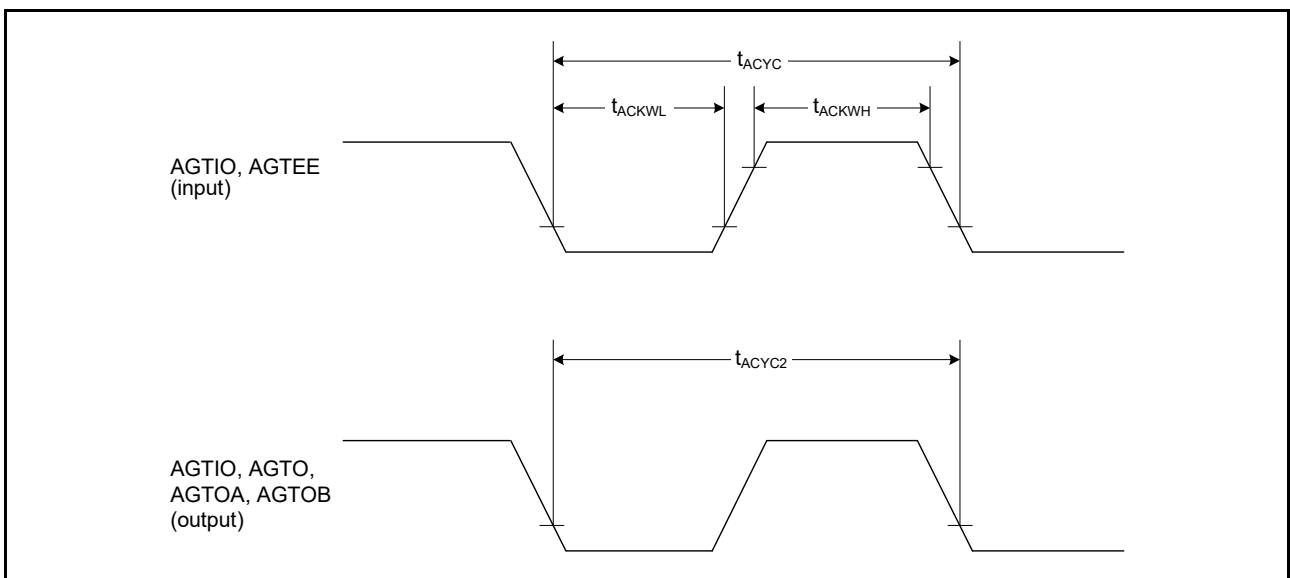 tACYC
tACKWL
tACKWH
AGTIO, AGTEE
(input)
tACYC2
AGTIO, AGTO,
AGTOA, AGTOB
(output)